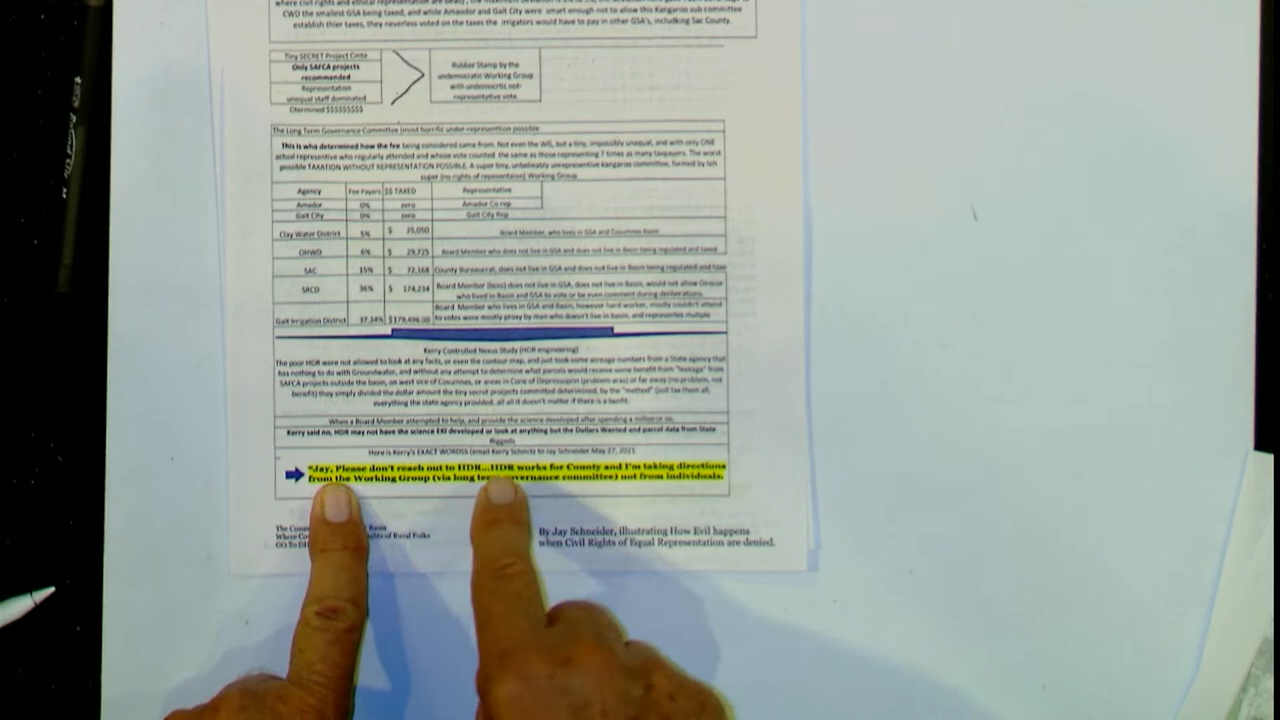 CWD the smallest GSA being taxed, and while Amaodor and Galt City were smart enough not to allow this Kangaroo sub committee
establish thier taxes, they neverless voted on the taxes the irrigators would have to pay in other GSA's, includking Sac County.
Tiny SECRET Project Cmte
Only SAFCA projects
recommended
Representation
unequal staff dominated
Rubber Stamp by the
undemocratic Working Group
with undemocratic not-
representative vote.
The Long Term Governance Committee (most horrific under representtion possible
This is who determined how the fee being considered same from. Not even the WG, but a tiny, impossibly unequal, and with only ONE
actual represenive who regularly attended and whose vote counted the same as those representing 7 times as many taxpayers. The worst
possible TAXATION WITHOUT REPRESENTATION POSSIBLE. A super tiny, unbelievably unrepresenive kangaroo committee, formed by teh
super (no rights of represenaion) Working Group
Agency Fee Payers $$ TAXED Representative
Amador 0% zero Amador Co rep
Galt City 0% zero Galt City Rep
Clay Water District 5% $ 25,050 Board Member, who lives in GSA and Cosumnes Basin
OHWD 6% $ 29,725 Board Member who does not live in GSA and does not live in Basin being regulated and taxed
SAC 15% $ 72,168 County Bureaucrat, does not live in GSA and does not live in Basin being regulated and taxe
SRCD 36% $ 174,234 Board Member (boss) does not live in GSA, does not live in Basin, would not allow Director
who lived in Basin and GSA to vote or be even comment during deliberations.
Board Member who lives in GSA and Basin, however hard worker, mostly couldn't attend
Galt Irrigation District 37.34% $179,496.00 to votes were mostly proxy by man who doesn't live in basin, and representes multiple
Kerry Controlled Nexus Study (HDR engineering)
The poor HDR were not allowed to look at any facts, or even the contour map, and just took some acreage numbers from a State agency that
has nothing to do with Groundwater, and without any attempt to determine what parcels would receive some benefit from "leakage" from
SAFCA projects outside the basin, on west vice of Cosumnes, or areas in Cone of Depressopm (problem area) or far away (no problem, not
benefit) they simply divided the dollar amount the tiny secret projects committed deterimined, by the "method" (just tax them all,
everything the state agency provided. all all it doesn't matter if there is a benfit.
When a Board Member attempted to help, and provide the science developed after spending a million or so,
Kerry said no, HDR may not have the science EKI developed or look at anything but the Dollars Wanted and parcel data from State
Here is Kerry's EXACT WORDSS (email Kerry Schmitz to Jay Schneider May 27, 2021
"Jay, Please don't reach out to HDR...HDR works for County and I'm taking directions
from the Working Group (via long governance committee) not from individuals.
The Basin
Where Rights of Rural Folks
GO To
By Jay Schneider, illustrating How Evil happens
when Civil Rights of Equal Representation are denied.